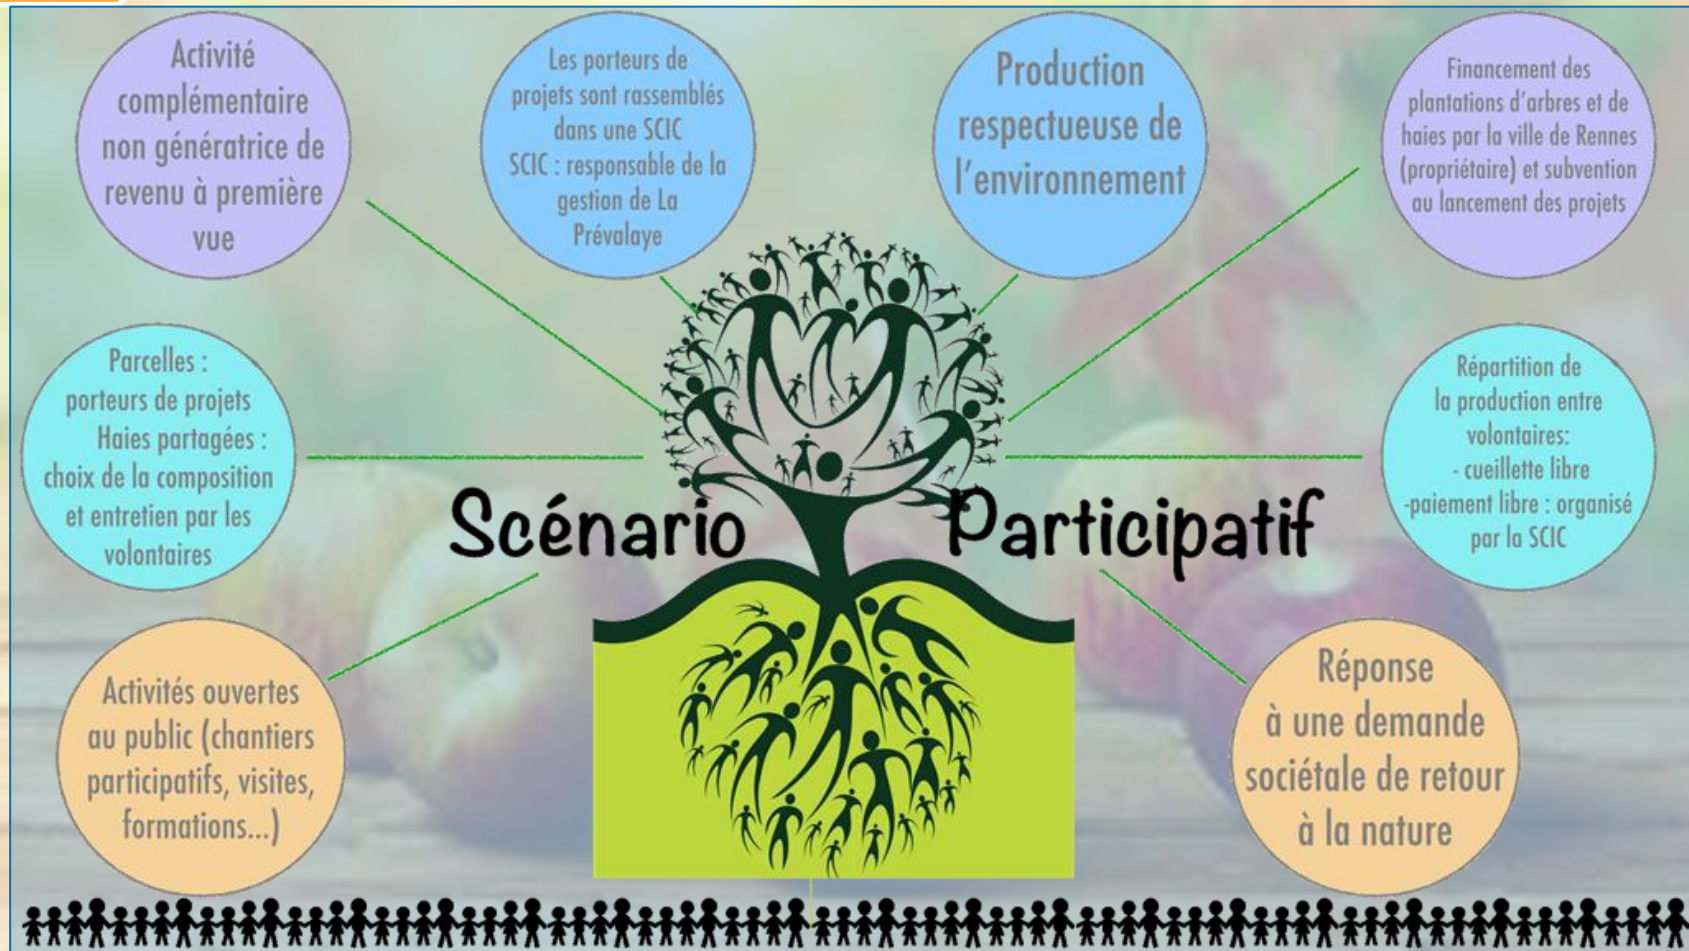 Activité
complémentaire
non génératrice de
revenu à première
vue
Les porteurs de
projets sont rassemblés
dans une SCIC
SCIC : responsable de la
gestion de La
Prévalaye
Production
respectueuse de
l'environnement
Financement des
plantations d'arbres et de
haies par la ville de Rennes
(propriétaire) et subvention
au lancement des projets
Parcelles :
porteurs de projets
Haies partagées :
choix de la composition
et entretien par les
volontaires
Scénario Participatif
Répartition de
la production entre
volontaires:
- cueillette libre
-paiement libre : organisé
par la SCIC
Activités ouvertes
au public (chantiers
participatifs, visites,
formations...)
Réponse
à une demande
sociétale de retour
à la nature